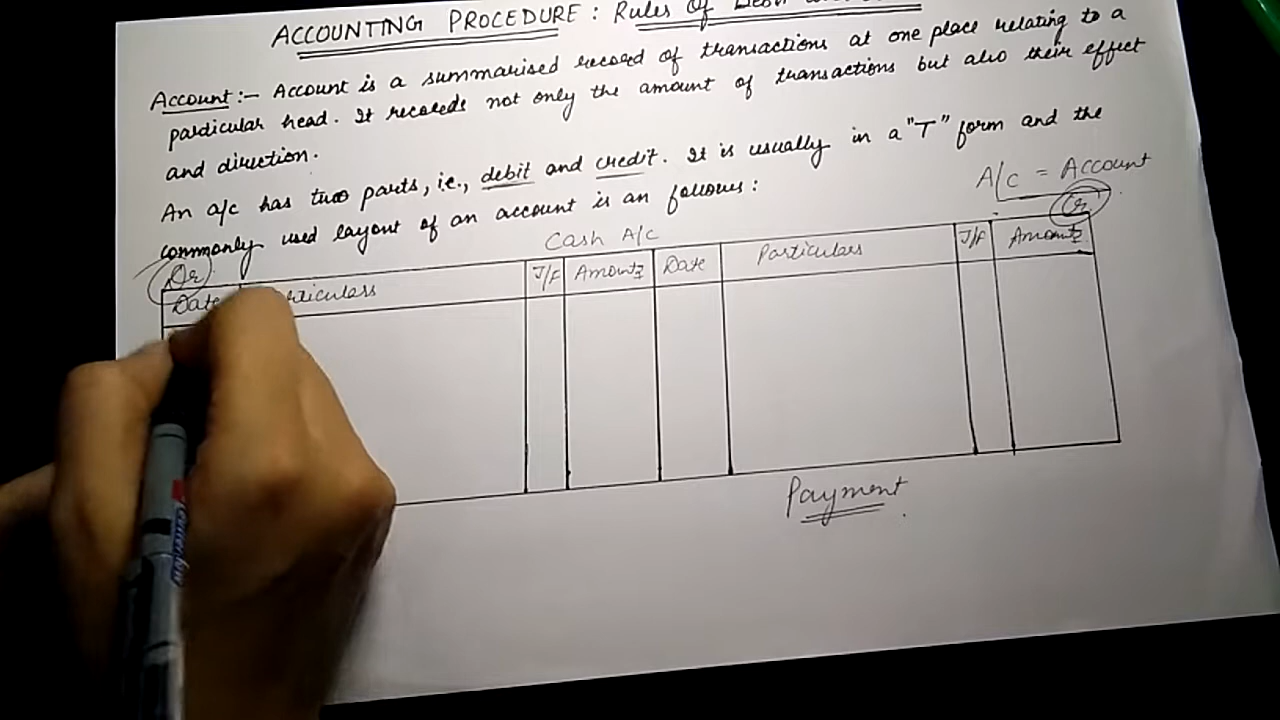 ACCOUNTING PROCEDURE : Rules Of Debit
Account :- Account is a summarised record of transactions at one place relating to a
particular head. It records not only the amount of transactions but also their effect
and direction.
An a/c has two parts, i.e., debit and credit. It is usually in a "T" form and the
commonly used layout of an account is an follows :
A/c = Account
Dr Cash A/c Cr
Date Particulars J/F Amount₹ Date Particulars J/F Amount₹
Payment